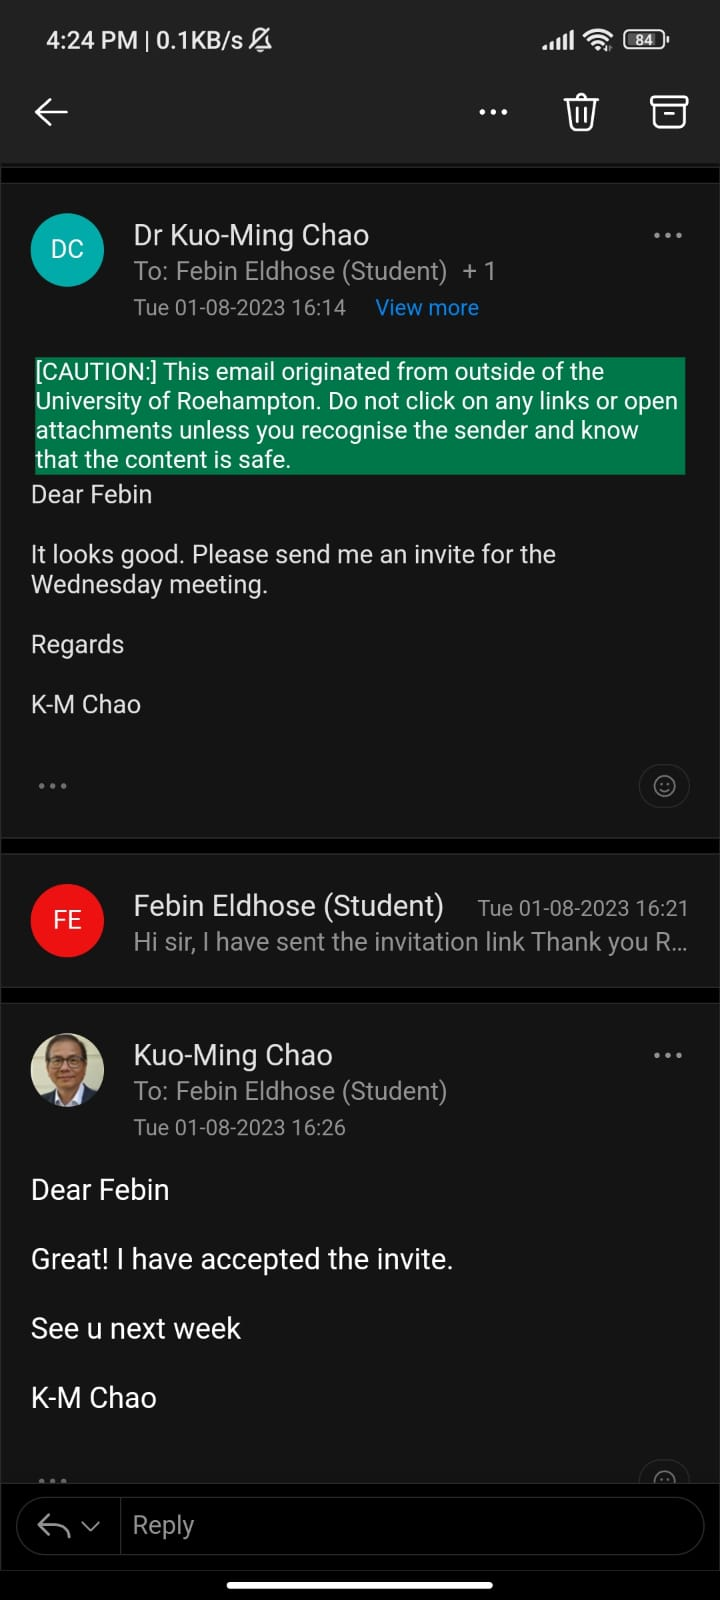 4:24 PM | 0.1KB/s
84
DC
Dr Kuo-Ming Chao
To: Febin Eldhose (Student) + 1
Tue 01-08-2023 16:14 View more
[CAUTION:] This email originated from outside of the
University of Roehampton. Do not click on any links or open
attachments unless you recognise the sender and know
that the content is safe.
Dear Febin
It looks good. Please send me an invite for the
Wednesday meeting.
Regards
K-M Chao
FE
Febin Eldhose (Student) Tue 01-08-2023 16:21
Hi sir, I have sent the invitation link Thank you R...
Kuo-Ming Chao
To: Febin Eldhose (Student)
Tue 01-08-2023 16:26
Dear Febin
Great! I have accepted the invite.
See u next week
K-M Chao
Reply